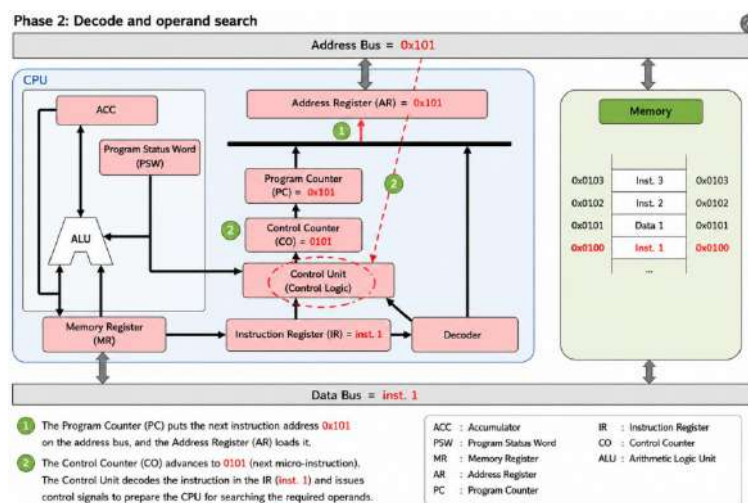 Phase 2: Decode and operand search
Address Bus = 0x101
CPU
ACC
Address Register (AR) = 0x101
Memory
1
Program Status Word
(PSW)
Program Counter
(PC) = 0x101
2
0x0103 Inst. 3 0x0103
0x0102 Inst. 2 0x0102
0x0101 Data 1 0x0101
0x0100 Inst. 1 0x0100
...
2
Control Counter
(CO) = 0101
ALU
Control Unit
(Control Logic)
Memory Register
(MR)
Instruction Register (IR) = inst. 1
Decoder
Data Bus = inst. 1
1 The Program Counter (PC) puts the next instruction address 0x101
on the address bus, and the Address Register (AR) loads it.
2 The Control Counter (CO) advances to 0101 (next micro-instruction).
The Control Unit decodes the instruction in the IR (inst. 1) and issues
control signals to prepare the CPU for searching the required operands.
ACC : Accumulator
PSW : Program Status Word
MR : Memory Register
AR : Address Register
PC : Program Counter
IR : Instruction Register
CO : Control Counter
ALU : Arithmetic Logic Unit